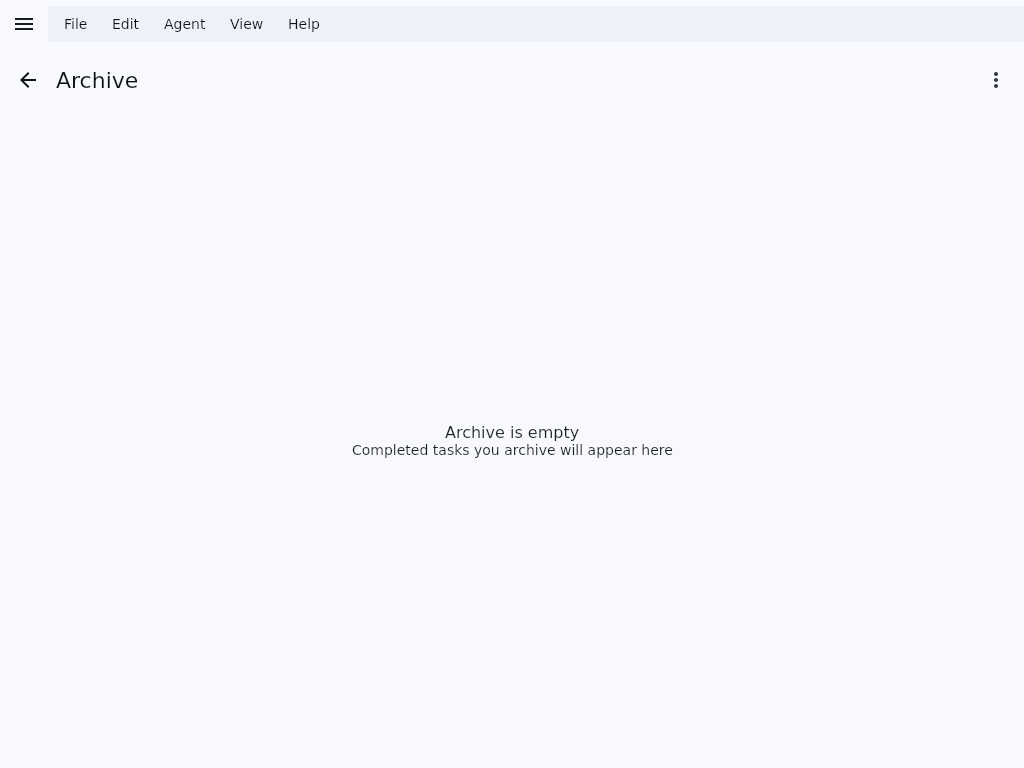 File Edit Agent View Help
Archive
Archive is empty
Completed tasks you archive will appear here